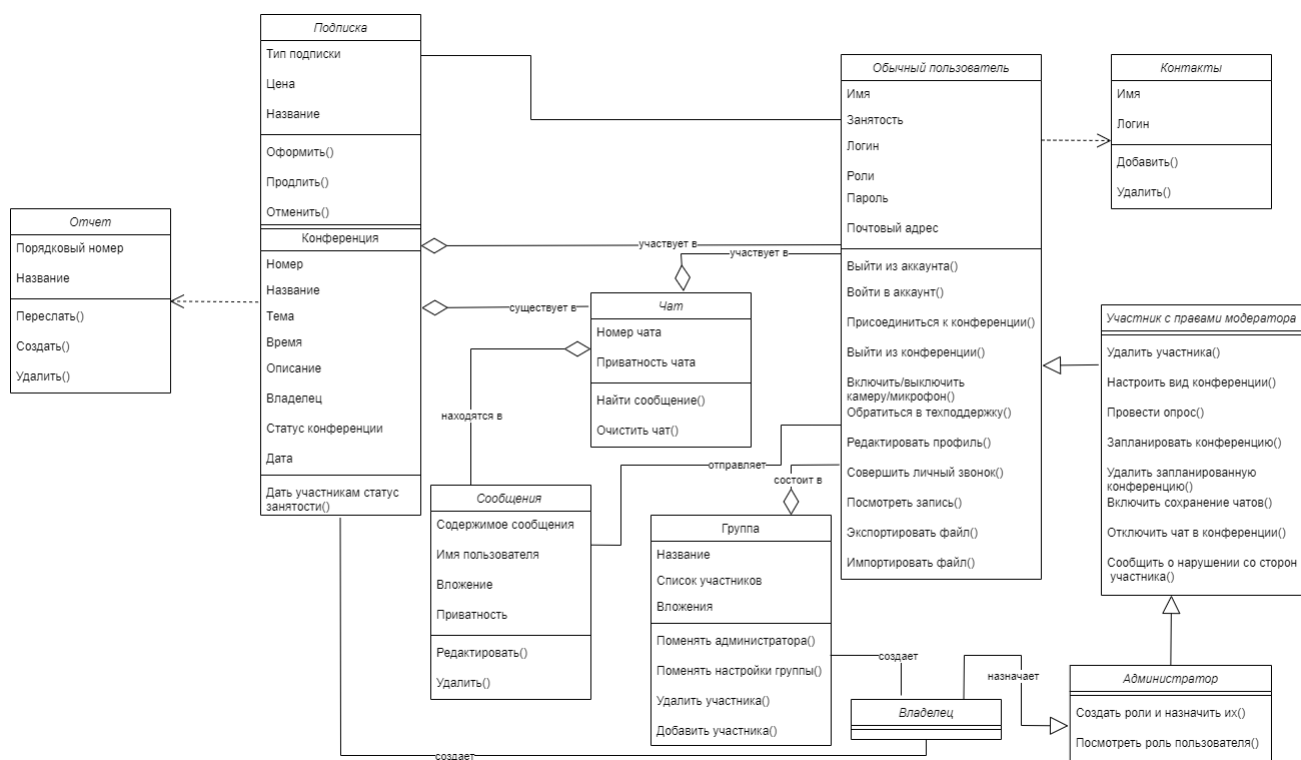 Подписка
Тип подписки
Цена
Название
Оформить()
Продлить()
Отменить()
Обычный пользователь
Имя
Занятость
Логин
Роли
Пароль
Почтовый адрес
Выйти из аккаунта()
Войти в аккаунт()
Присоединиться к конференции()
Выйти из конференции()
Включить/выключить
камеру/микрофон()
Обратиться в техподдержку()
Редактировать профиль()
Совершить личный звонок()
Посмотреть запись()
Экспортировать файл()
Импортировать файл()
Контакты
Имя
Логин
Добавить()
Удалить()
Отчет
Порядковый номер
Название
Переслать()
Создать()
Удалить()
Конференция
Номер
Название
Тема
Время
Описание
Владелец
Статус конференции
Дата
Дать участникам статус
занятости()
участвует в
участвует в
существует в
Чат
Номер чата
Приватность чата
Найти сообщение()
Очистить чат()
находятся в
отправляет
состоит в
Участник с правами модератора
Удалить участника()
Настроить вид конференции()
Провести опрос()
Запланировать конференцию()
Удалить запланированную
конференцию()
Включить сохранение чатов()
Отключить чат в конференции()
Сообщить о нарушении со сторон
участника()
Сообщения
Содержимое сообщения
Имя пользователя
Вложение
Приватность
Редактировать()
Удалить()
Группа
Название
Список участников
Вложения
Поменять администратора()
Поменять настройки группы()
Удалить участника()
Добавить участника()
создает
назначает
Владелец
Администратор
Создать роли и назначить их()
Посмотреть роль пользователя()
создает